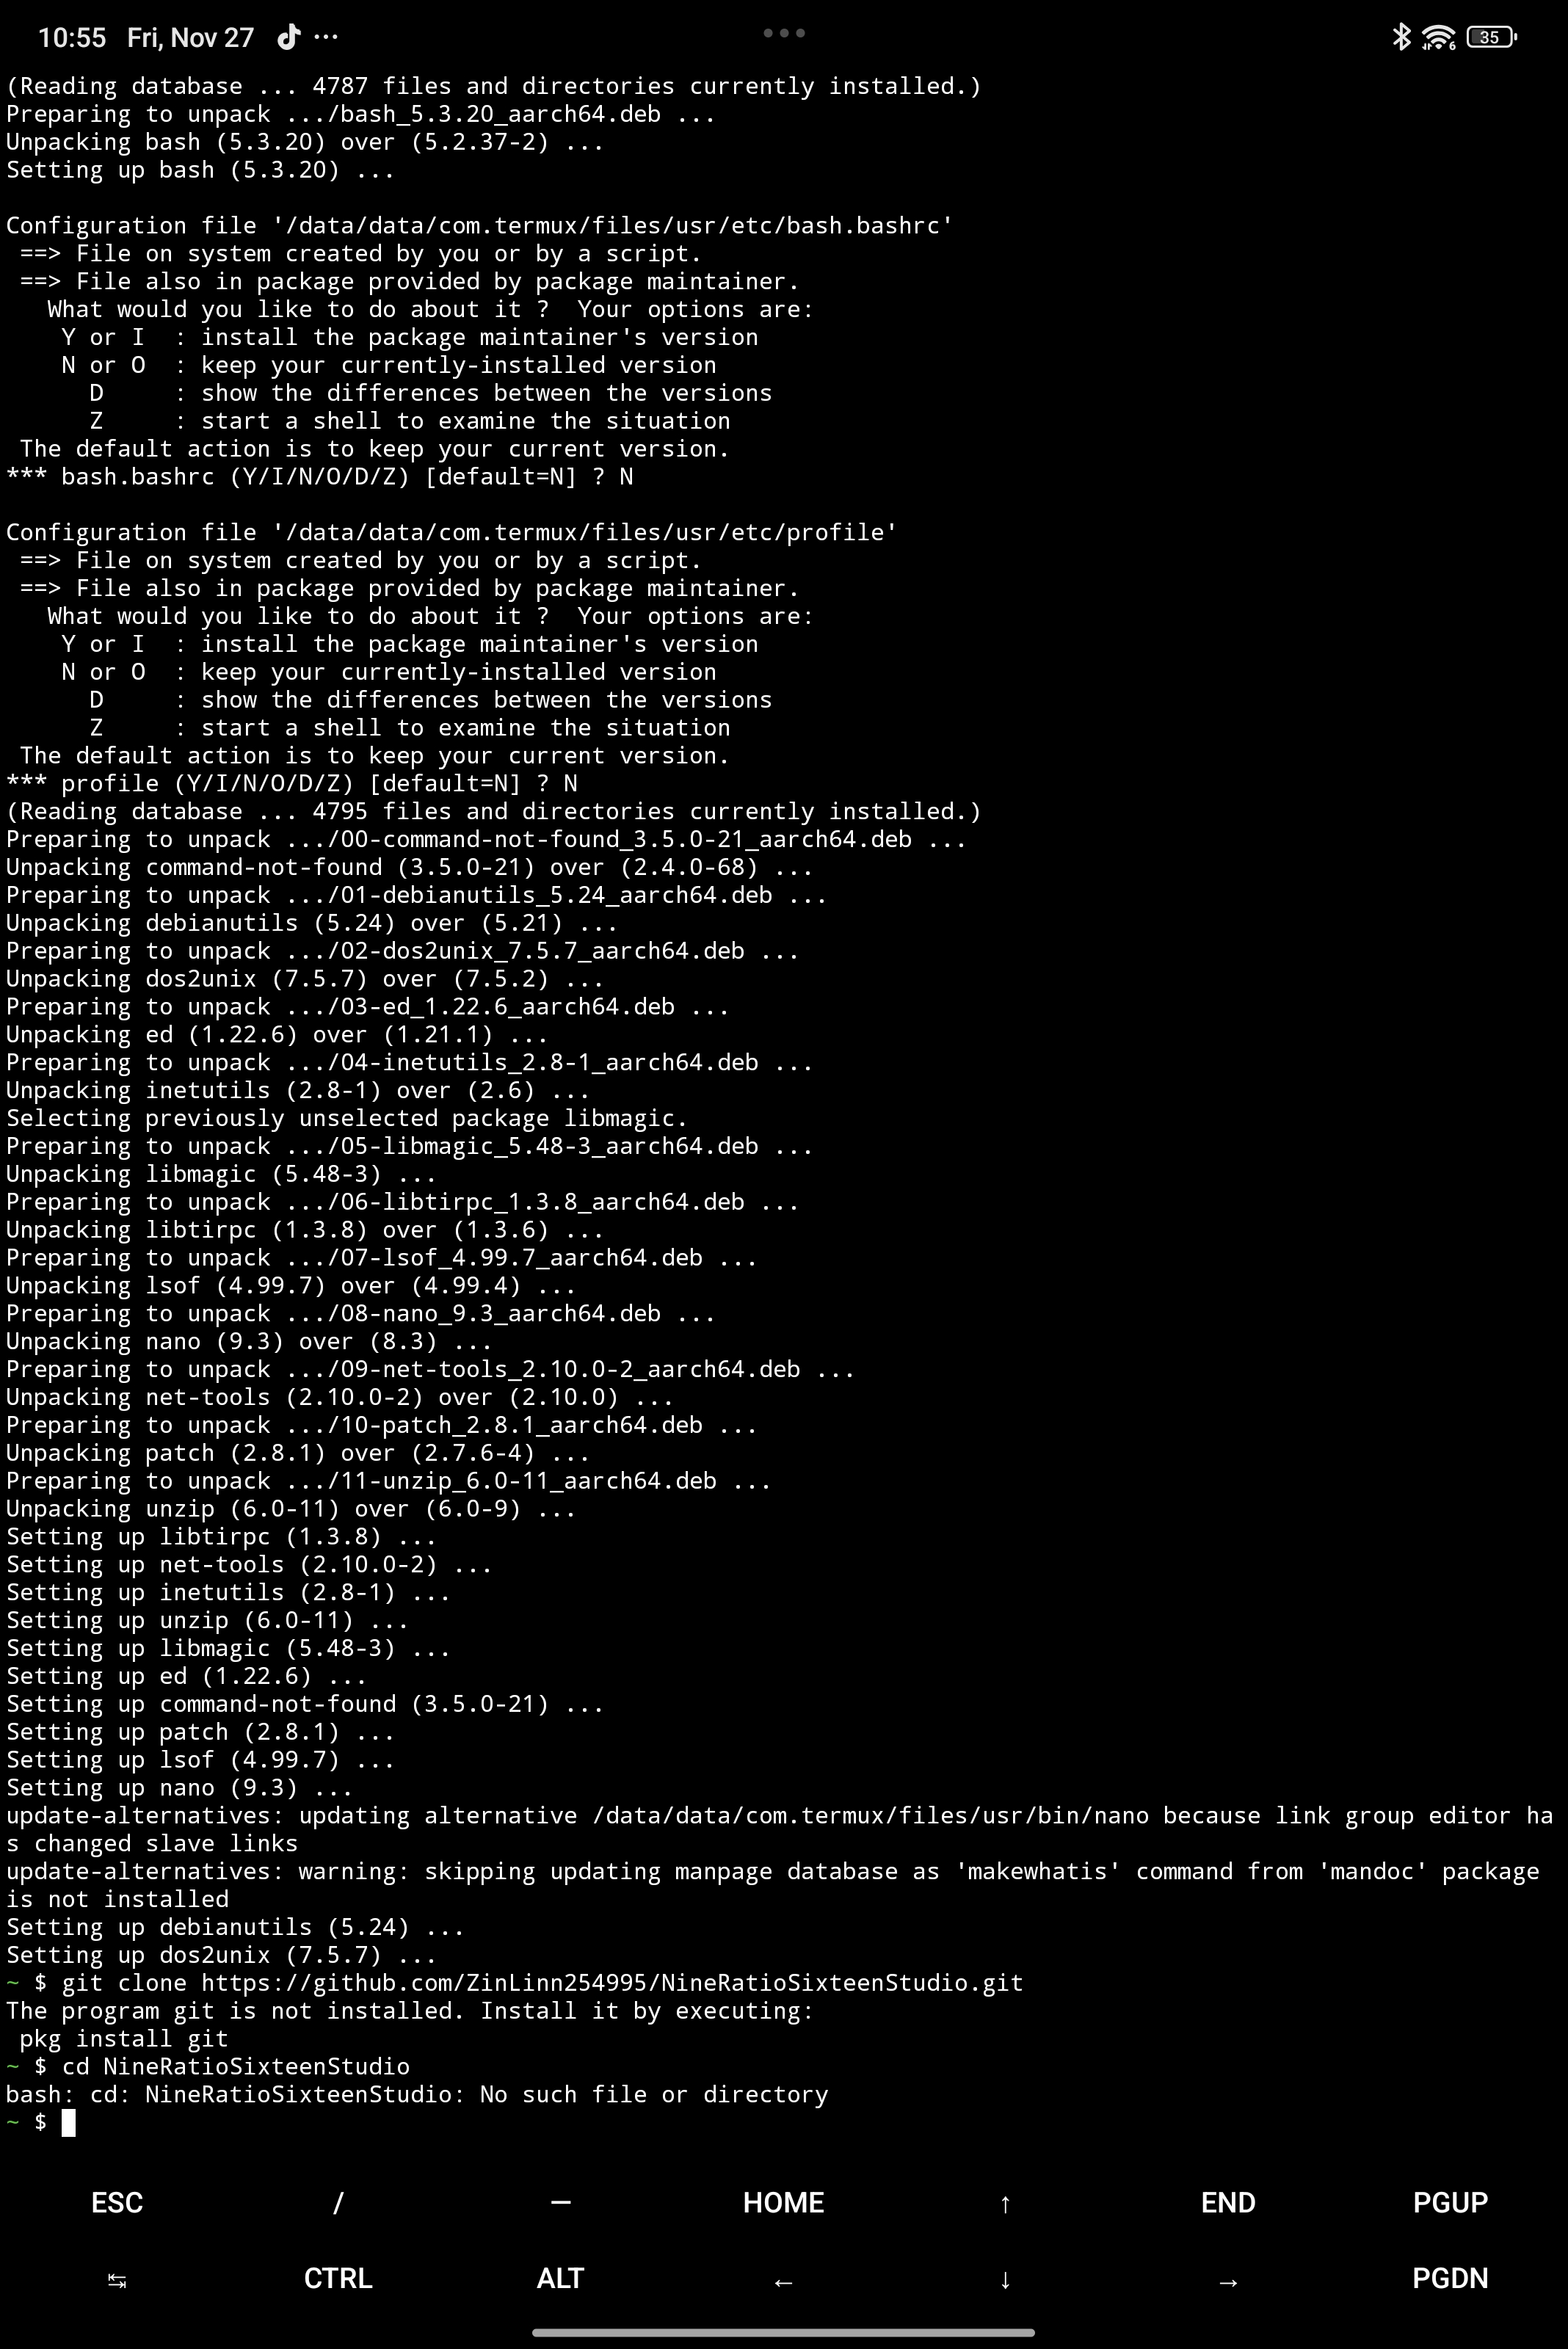 10:55 Fri, Nov 27 ...
35
(Reading database ... 4787 files and directories currently installed.)
Preparing to unpack .../bash_5.3.20_aarch64.deb ...
Unpacking bash (5.3.20) over (5.2.37-2) ...
Setting up bash (5.3.20) ...
Configuration file '/data/data/com.termux/files/usr/etc/bash.bashrc'
 ==> File on system created by you or by a script.
 ==> File also in package provided by package maintainer.
   What would you like to do about it ?  Your options are:
    Y or I  : install the package maintainer's version
    N or O  : keep your currently-installed version
      D     : show the differences between the versions
      Z     : start a shell to examine the situation
 The default action is to keep your current version.
*** bash.bashrc (Y/I/N/O/D/Z) [default=N] ? N
Configuration file '/data/data/com.termux/files/usr/etc/profile'
 ==> File on system created by you or by a script.
 ==> File also in package provided by package maintainer.
   What would you like to do about it ?  Your options are:
    Y or I  : install the package maintainer's version
    N or O  : keep your currently-installed version
      D     : show the differences between the versions
      Z     : start a shell to examine the situation
 The default action is to keep your current version.
*** profile (Y/I/N/O/D/Z) [default=N] ? N
(Reading database ... 4795 files and directories currently installed.)
Preparing to unpack .../00-command-not-found_3.5.0-21_aarch64.deb ...
Unpacking command-not-found (3.5.0-21) over (2.4.0-68) ...
Preparing to unpack .../01-debianutils_5.24_aarch64.deb ...
Unpacking debianutils (5.24) over (5.21) ...
Preparing to unpack .../02-dos2unix_7.5.7_aarch64.deb ...
Unpacking dos2unix (7.5.7) over (7.5.2) ...
Preparing to unpack .../03-ed_1.22.6_aarch64.deb ...
Unpacking ed (1.22.6) over (1.21.1) ...
Preparing to unpack .../04-inetutils_2.8-1_aarch64.deb ...
Unpacking inetutils (2.8-1) over (2.6) ...
Selecting previously unselected package libmagic.
Preparing to unpack .../05-libmagic_5.48-3_aarch64.deb ...
Unpacking libmagic (5.48-3) ...
Preparing to unpack .../06-libtirpc_1.3.8_aarch64.deb ...
Unpacking libtirpc (1.3.8) over (1.3.6) ...
Preparing to unpack .../07-lsof_4.99.7_aarch64.deb ...
Unpacking lsof (4.99.7) over (4.99.4) ...
Preparing to unpack .../08-nano_9.3_aarch64.deb ...
Unpacking nano (9.3) over (8.3) ...
Preparing to unpack .../09-net-tools_2.10.0-2_aarch64.deb ...
Unpacking net-tools (2.10.0-2) over (2.10.0) ...
Preparing to unpack .../10-patch_2.8.1_aarch64.deb ...
Unpacking patch (2.8.1) over (2.7.6-4) ...
Preparing to unpack .../11-unzip_6.0-11_aarch64.deb ...
Unpacking unzip (6.0-11) over (6.0-9) ...
Setting up libtirpc (1.3.8) ...
Setting up net-tools (2.10.0-2) ...
Setting up inetutils (2.8-1) ...
Setting up unzip (6.0-11) ...
Setting up libmagic (5.48-3) ...
Setting up ed (1.22.6) ...
Setting up command-not-found (3.5.0-21) ...
Setting up patch (2.8.1) ...
Setting up lsof (4.99.7) ...
Setting up nano (9.3) ...
update-alternatives: updating alternative /data/data/com.termux/files/usr/bin/nano because link group editor ha
s changed slave links
update-alternatives: warning: skipping updating manpage database as 'makewhatis' command from 'mandoc' package
is not installed
Setting up debianutils (5.24) ...
Setting up dos2unix (7.5.7) ...
~ $ git clone https://github.com/ZinLinn254995/NineRatioSixteenStudio.git
The program git is not installed. Install it by executing:
 pkg install git
~ $ cd NineRatioSixteenStudio
bash: cd: NineRatioSixteenStudio: No such file or directory
~ $
ESC / — HOME ↑ END PGUP
↹ CTRL ALT ← ↓ → PGDN